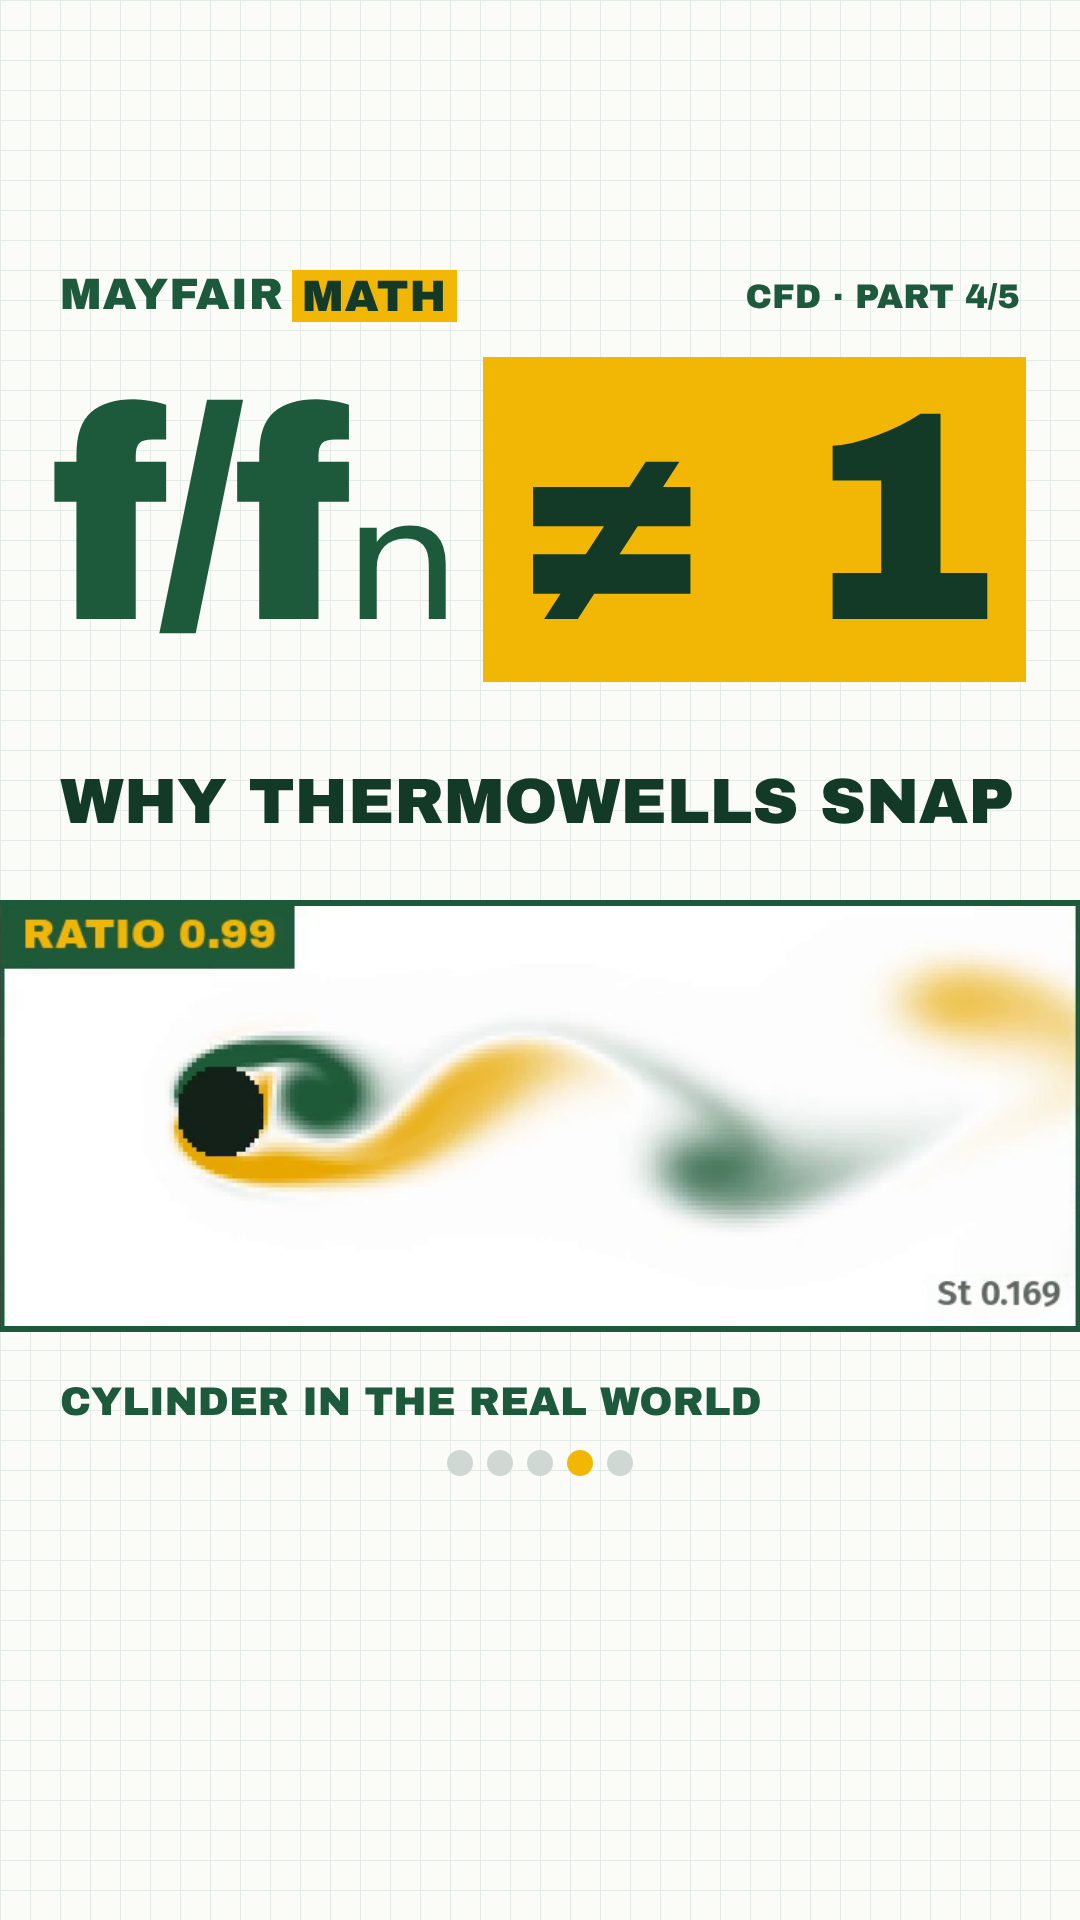 MAYFAIR MATH
CFD · PART 4/5
f/fn ≠ 1
WHY THERMOWELLS SNAP
RATIO 0.99
St 0.169
CYLINDER IN THE REAL WORLD